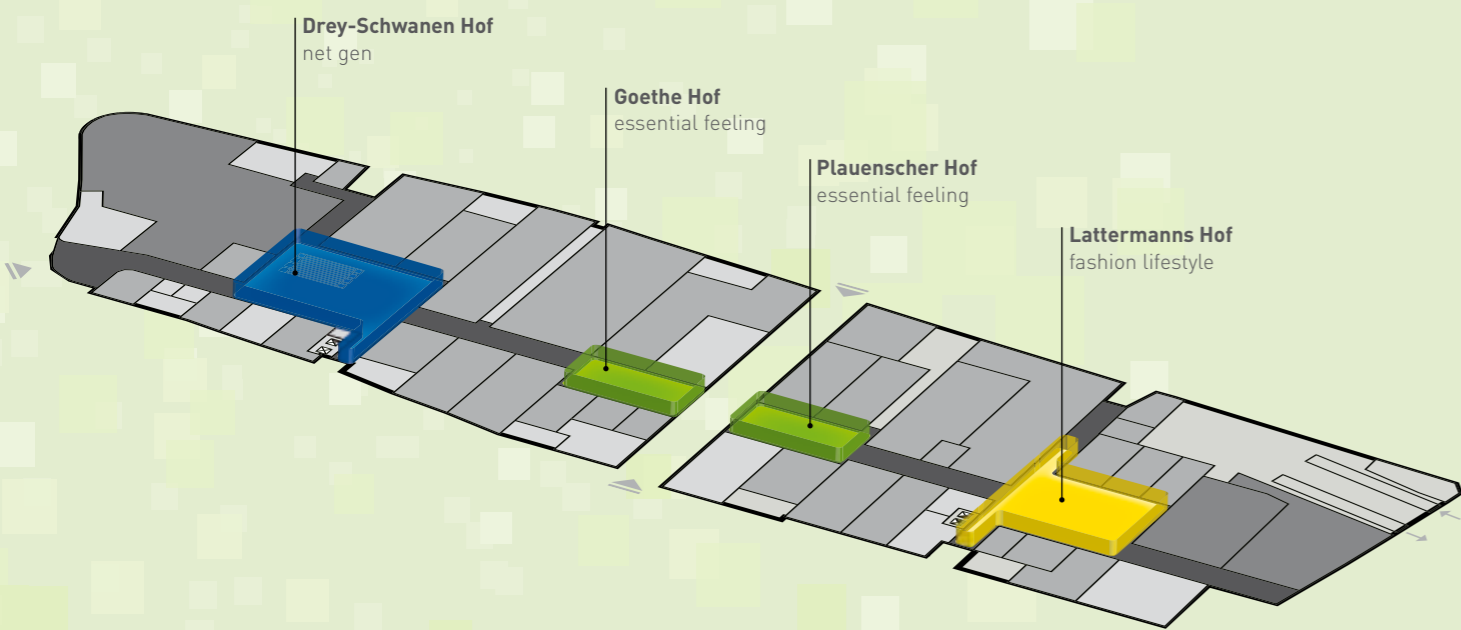 Drey-Schwanen Hof
net gen
Goethe Hof
essential feeling
Plauenscher Hof
essential feeling
Lattermanns Hof
fashion lifestyle